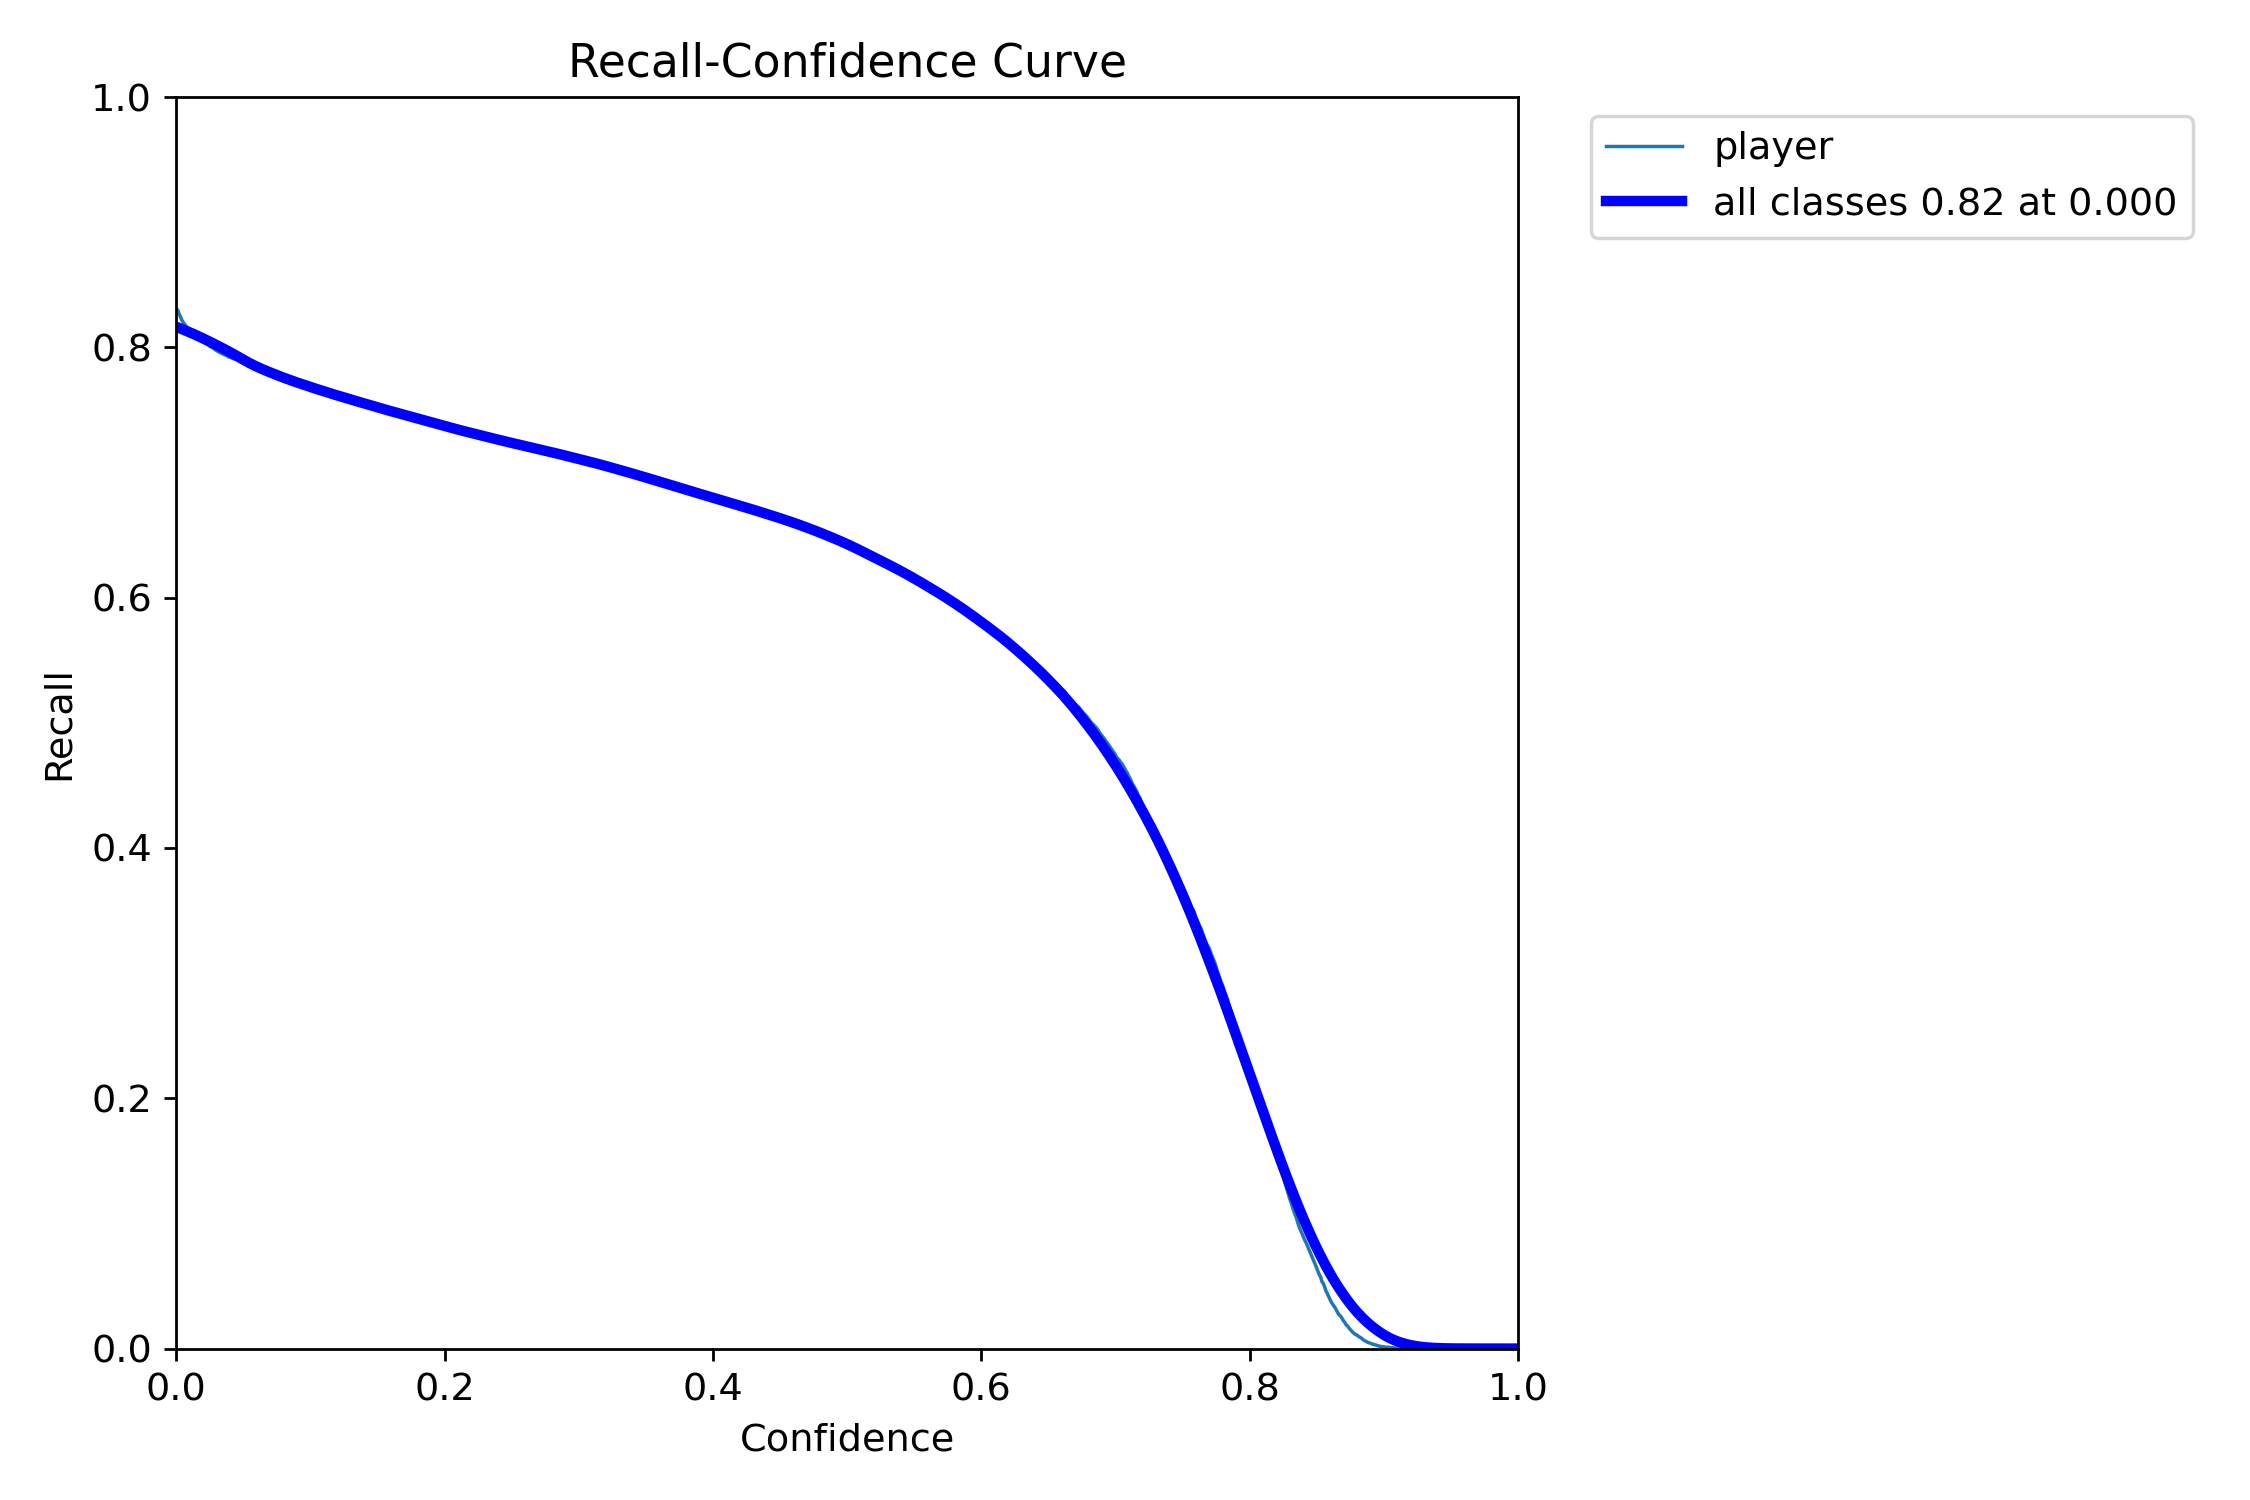 Recall-Confidence Curve
player
all classes 0.82 at 0.000
1.0
0.8
0.6
0.4
0.2
0.0
Recall
0.0 0.2 0.4 0.6 0.8 1.0
Confidence